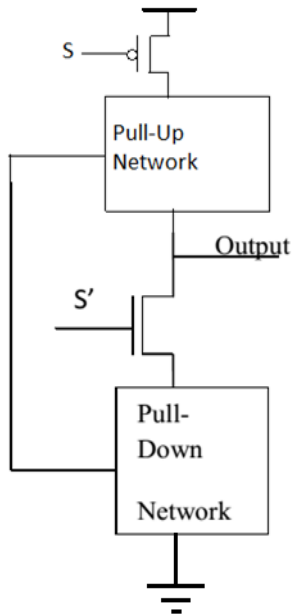 S
Pull-Up
Network
Output
S'
Pull-
Down
Network